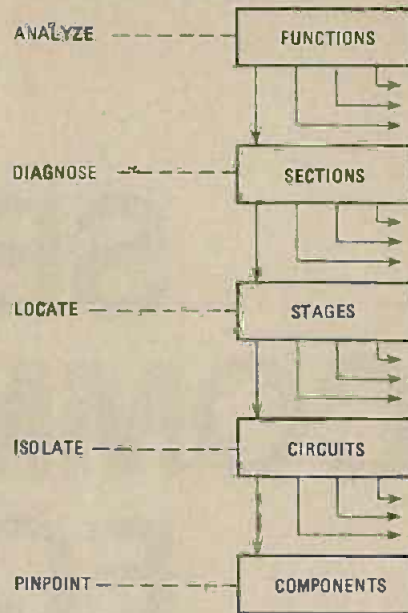 ANALYZE FUNCTIONS
DIAGNOSE SECTIONS
LOCATE STAGES
ISOLATE CIRCUITS
PINPOINT COMPONENTS